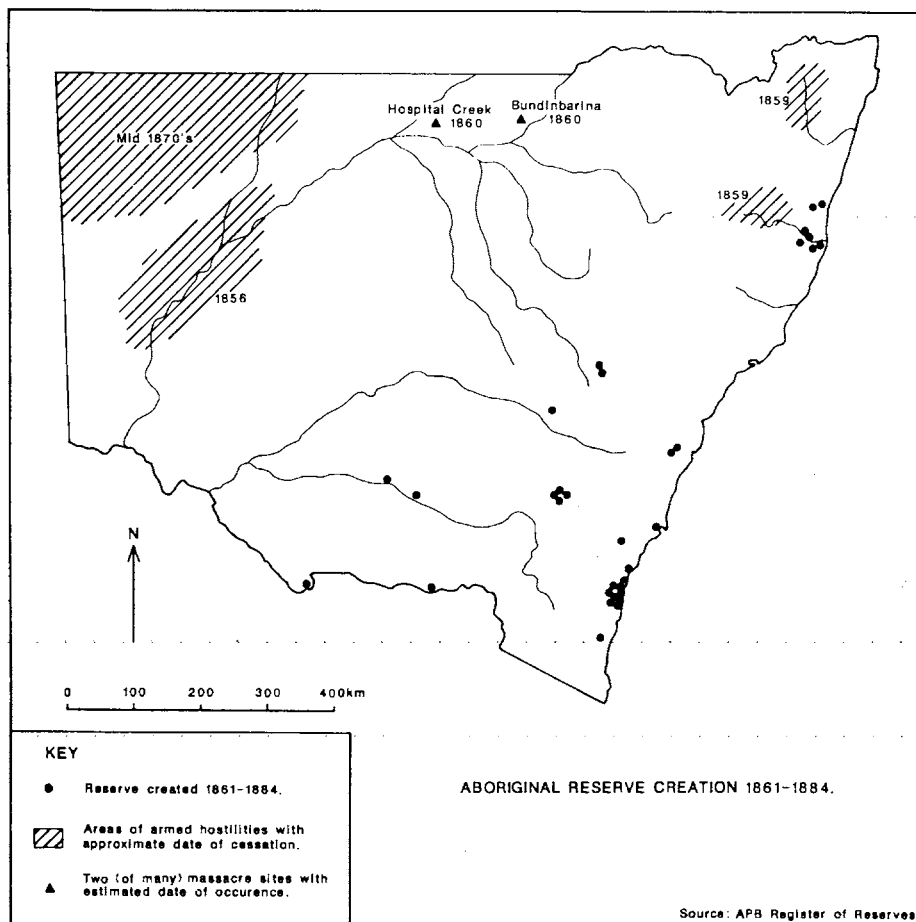 Hospital Creek
1860
Bundinbarina
1860
1859
Mid 1870's
1859
1856
N
0 100 200 300 400km
KEY
Reserve created 1861-1884.
Areas of armed hostilities with
approximate date of cessation.
Two (of many) massacre sites with
estimated date of occurence.
ABORIGINAL RESERVE CREATION 1861-1884.
Source: APB Register of Reserves